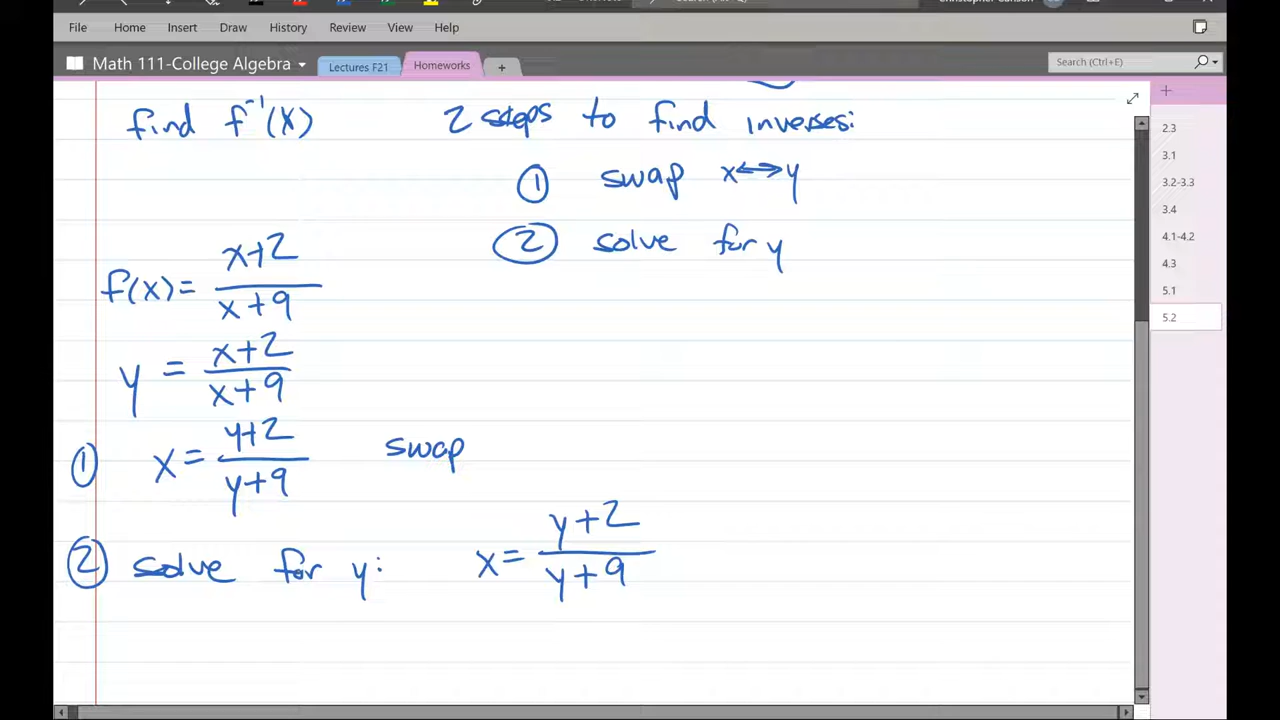 File Home Insert Draw History Review View Help
Math 111-College Algebra Lectures F21 Homeworks + Search (Ctrl+E)
find f⁻¹(x) 2 steps to find inverses:
① swap x⟷y
② solve for y
f(x)= x+2 / x+9
y = x+2 / x+9
① x= y+2 / y+9 swap
② solve for y: x= y+2 / y+9
+
2.3
3.1
3.2-3.3
3.4
4.1-4.2
4.3
5.1
5.2